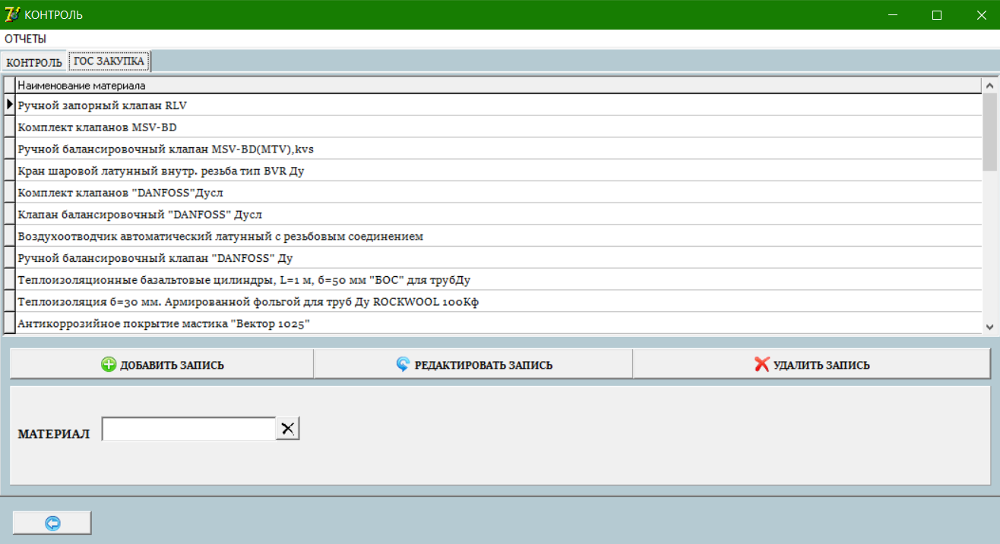 КОНТРОЛЬ
ОТЧЕТЫ
КОНТРОЛЬ ГОС ЗАКУПКА
Наименование материала
Ручной запорный клапан RLV
Комплект клапанов MSV-BD
Ручной балансировочный клапан MSV-BD(MTV),kvs
Кран шаровой латунный внутр. резьба тип BVR Ду
Комплект клапанов "DANFOSS"Дусл
Клапан балансировочный "DANFOSS" Дусл
Воздухоотводчик автоматический латунный с резьбовым соединением
Ручной балансировочный клапан "DANFOSS" Ду
Теплоизоляционные базальтовые цилиндры, L=1 м, б=50 мм "БОС" для трубДу
Теплоизоляция б=30 мм. Армированной фольгой для труб Ду ROCKWOOL 100Кф
Антикоррозийное покрытие мастика "Вектор 1025"
ДОБАВИТЬ ЗАПИСЬ РЕДАКТИРОВАТЬ ЗАПИСЬ УДАЛИТЬ ЗАПИСЬ
МАТЕРИАЛ